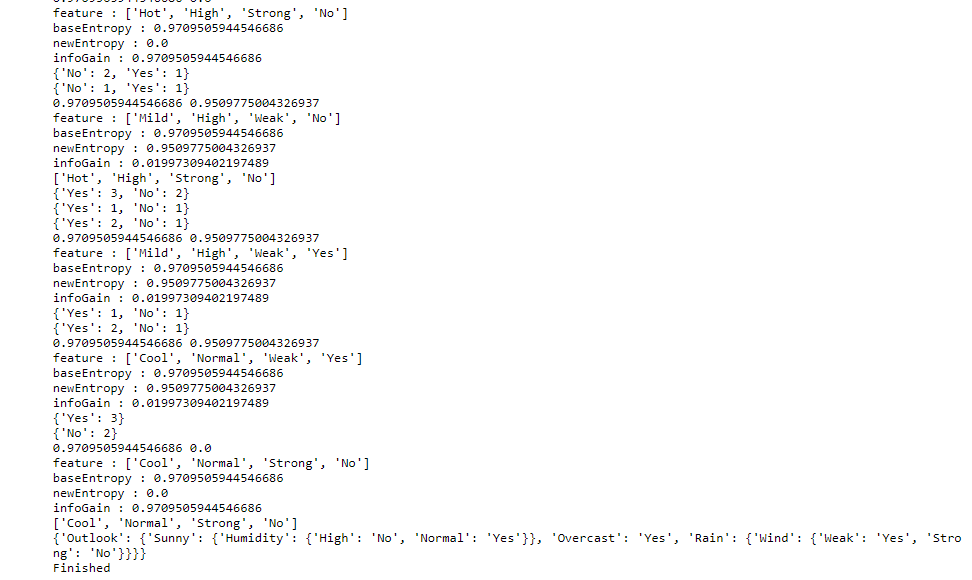 0.9709505944546686 0.0
feature : ['Hot', 'High', 'Strong', 'No']
baseEntropy : 0.9709505944546686
newEntropy : 0.0
infoGain : 0.9709505944546686
{'No': 2, 'Yes': 1}
{'No': 1, 'Yes': 1}
0.9709505944546686 0.9509775004326937
feature : ['Mild', 'High', 'Weak', 'No']
baseEntropy : 0.9709505944546686
newEntropy : 0.9509775004326937
infoGain : 0.01997309402197489
['Hot', 'High', 'Strong', 'No']
{'Yes': 3, 'No': 2}
{'Yes': 1, 'No': 1}
{'Yes': 2, 'No': 1}
0.9709505944546686 0.9509775004326937
feature : ['Mild', 'High', 'Weak', 'Yes']
baseEntropy : 0.9709505944546686
newEntropy : 0.9509775004326937
infoGain : 0.01997309402197489
{'Yes': 1, 'No': 1}
{'Yes': 2, 'No': 1}
0.9709505944546686 0.9509775004326937
feature : ['Cool', 'Normal', 'Weak', 'Yes']
baseEntropy : 0.9709505944546686
newEntropy : 0.9509775004326937
infoGain : 0.01997309402197489
{'Yes': 3}
{'No': 2}
0.9709505944546686 0.0
feature : ['Cool', 'Normal', 'Strong', 'No']
baseEntropy : 0.9709505944546686
newEntropy : 0.0
infoGain : 0.9709505944546686
['Cool', 'Normal', 'Strong', 'No']
{'Outlook': {'Sunny': {'Humidity': {'High': 'No', 'Normal': 'Yes'}}, 'Overcast': 'Yes', 'Rain': {'Wind': {'Weak': 'Yes', 'Stro
ng': 'No'}}}}
Finished